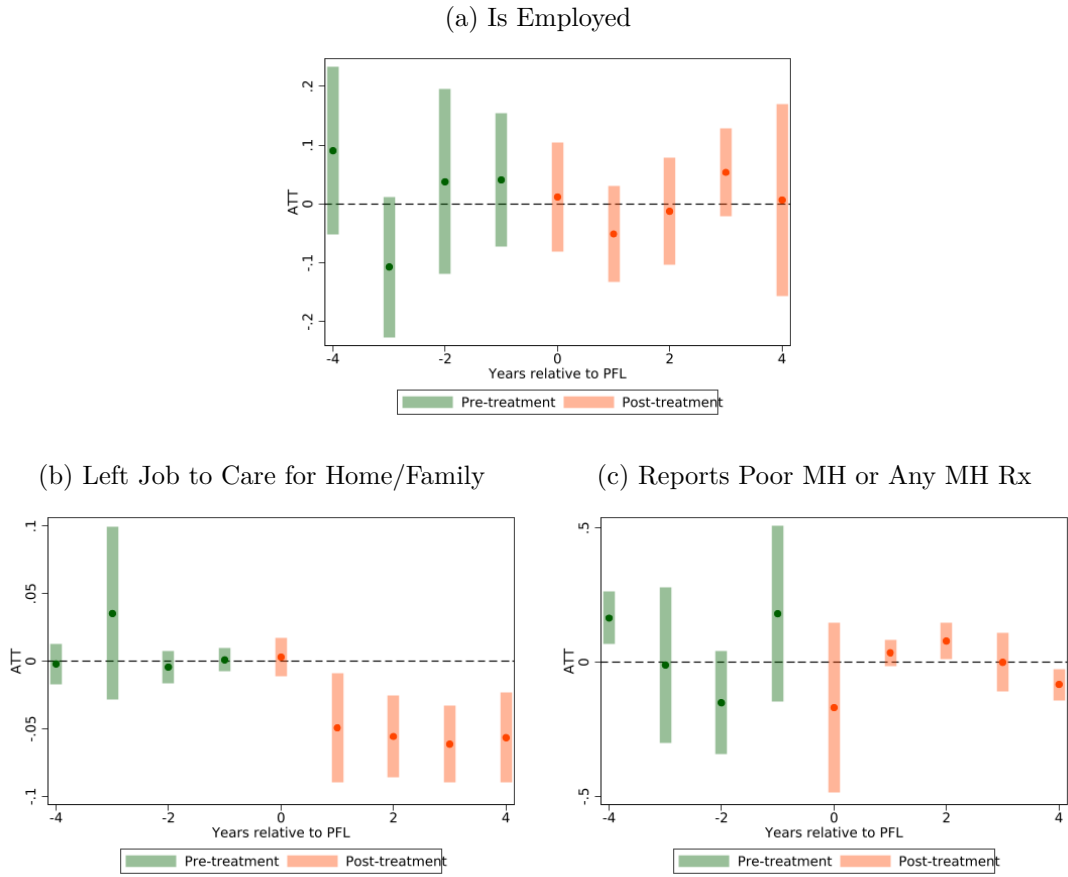 (a) Is Employed
.2
.1
0
-.1
-.2
ATT
-4 -2 0 2 4
Years relative to PFL
Pre-treatment Post-treatment
(b) Left Job to Care for Home/Family
.1
.05
0
-.05
-.1
ATT
-4 -2 0 2 4
Years relative to PFL
Pre-treatment Post-treatment
(c) Reports Poor MH or Any MH Rx
.5
0
-.5
ATT
-4 -2 0 2 4
Years relative to PFL
Pre-treatment Post-treatment